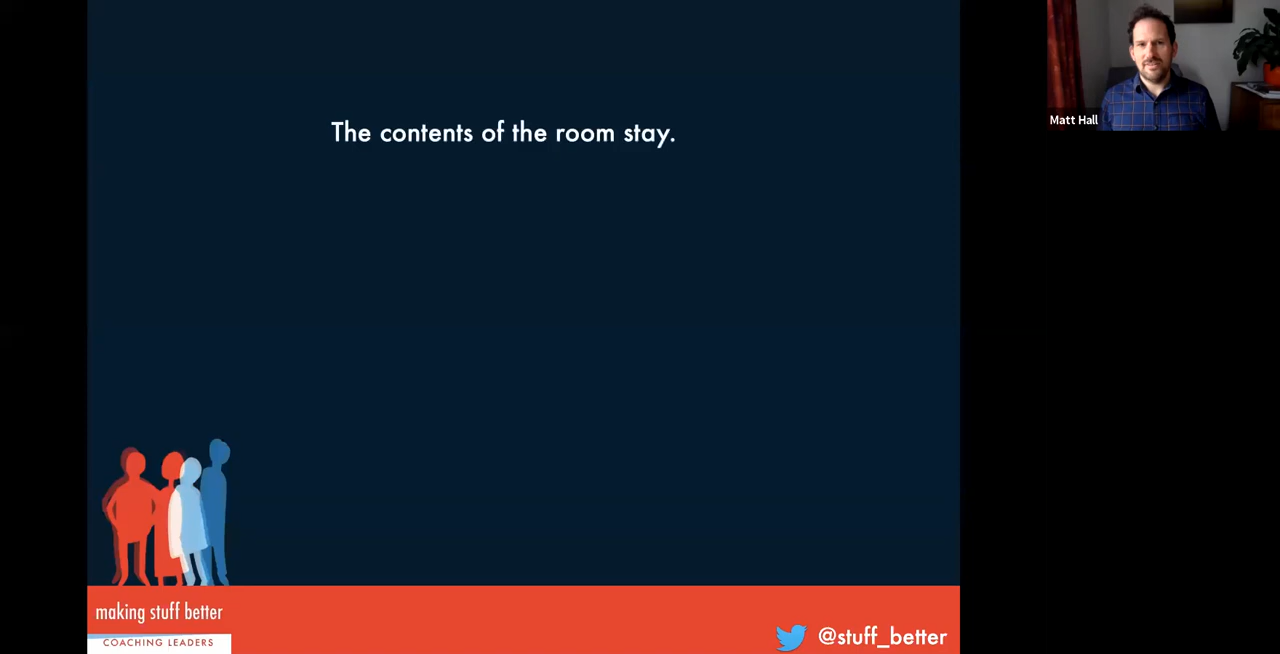 The contents of the room stay.
Matt Hall
making stuff better
COACHING LEADERS
@stuff_better